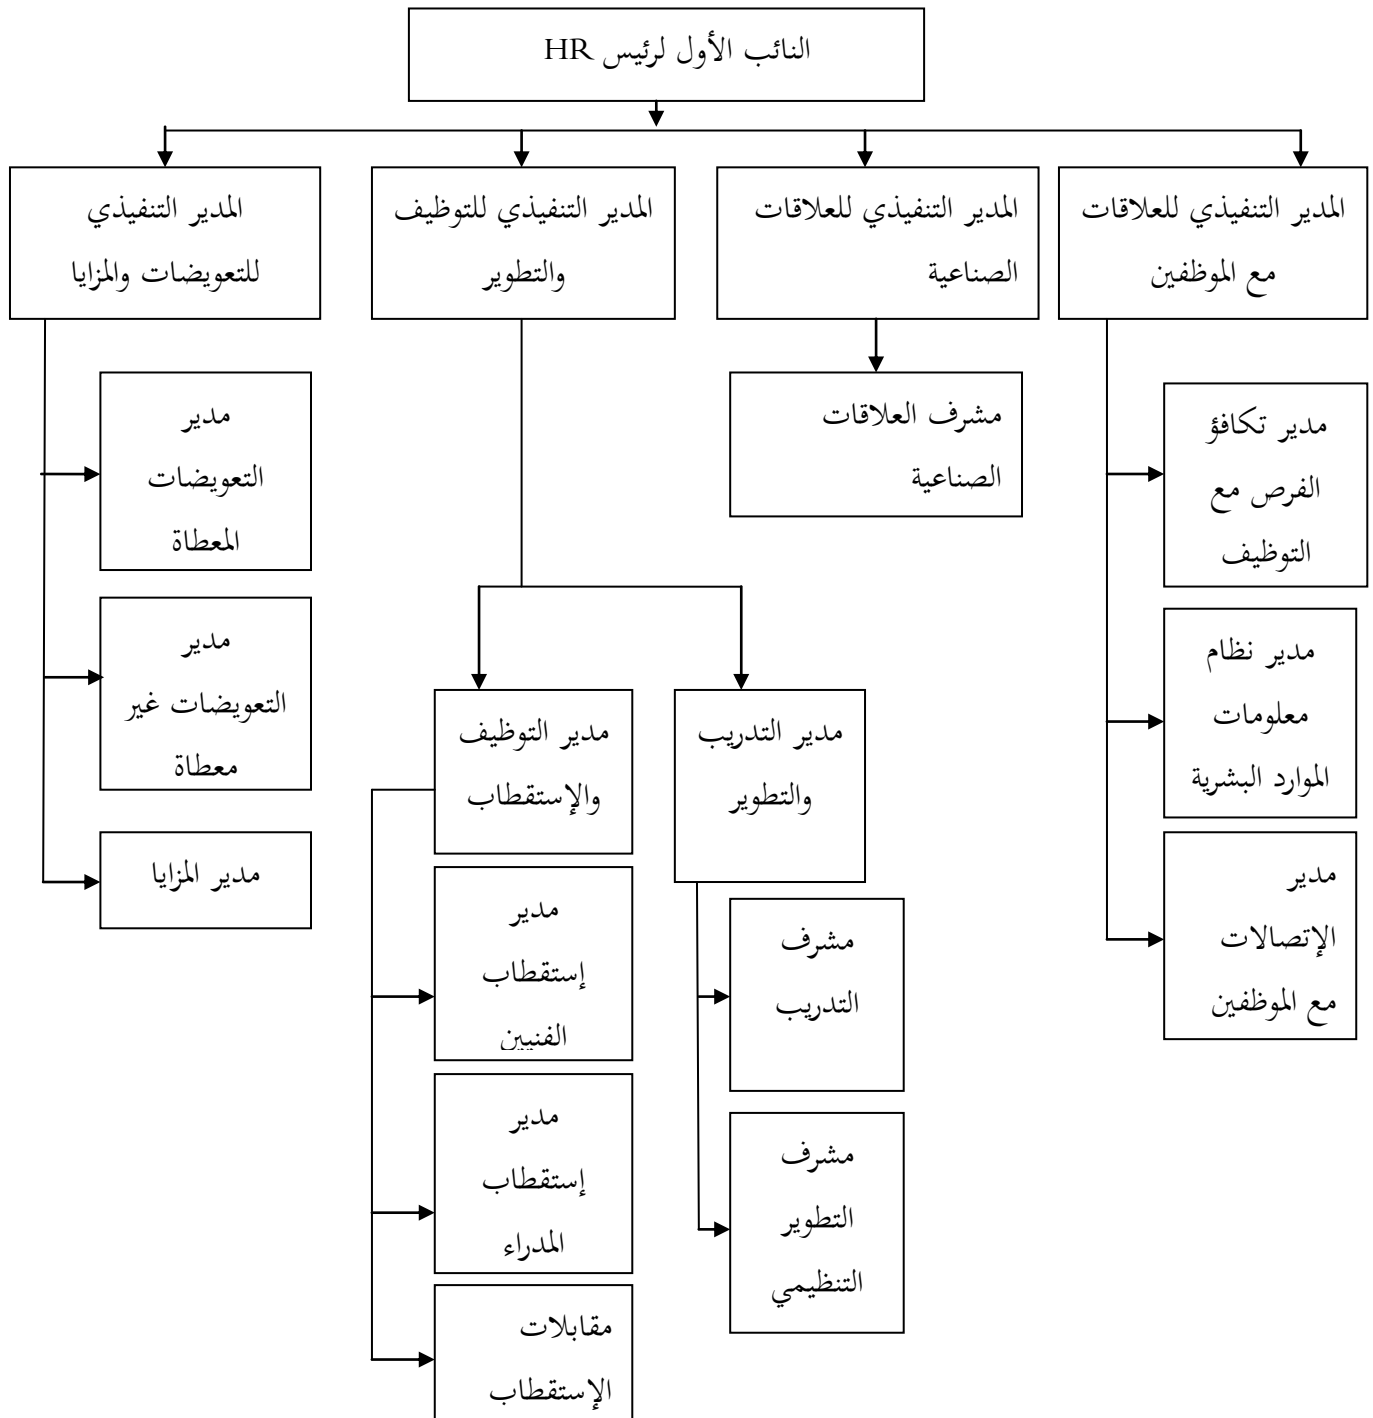 النائب الأول لرئيس HR
المدير التنفيذي للعلاقات
مع الموظفين
المدير التنفيذي للعلاقات
الصناعية
المدير التنفيذي للتوظيف
والتطوير
المدير التنفيذي
للتعويضات والمزايا
مدير تكافؤ
الفرص مع
التوظيف
مدير نظام
معلومات
الموارد البشرية
مدير
الإتصالات
مع الموظفين
مشرف العلاقات
الصناعية
مدير التدريب
والتطوير
مشرف
التدريب
مشرف
التطوير
التنظيمي
مدير التوظيف
والإستقطاب
مدير
إستقطاب
الفنيين
مدير
إستقطاب
المدراء
مقابلات
الإستقطاب
مدير
التعويضات
المعطاة
مدير
التعويضات غير
معطاة
مدير المزايا